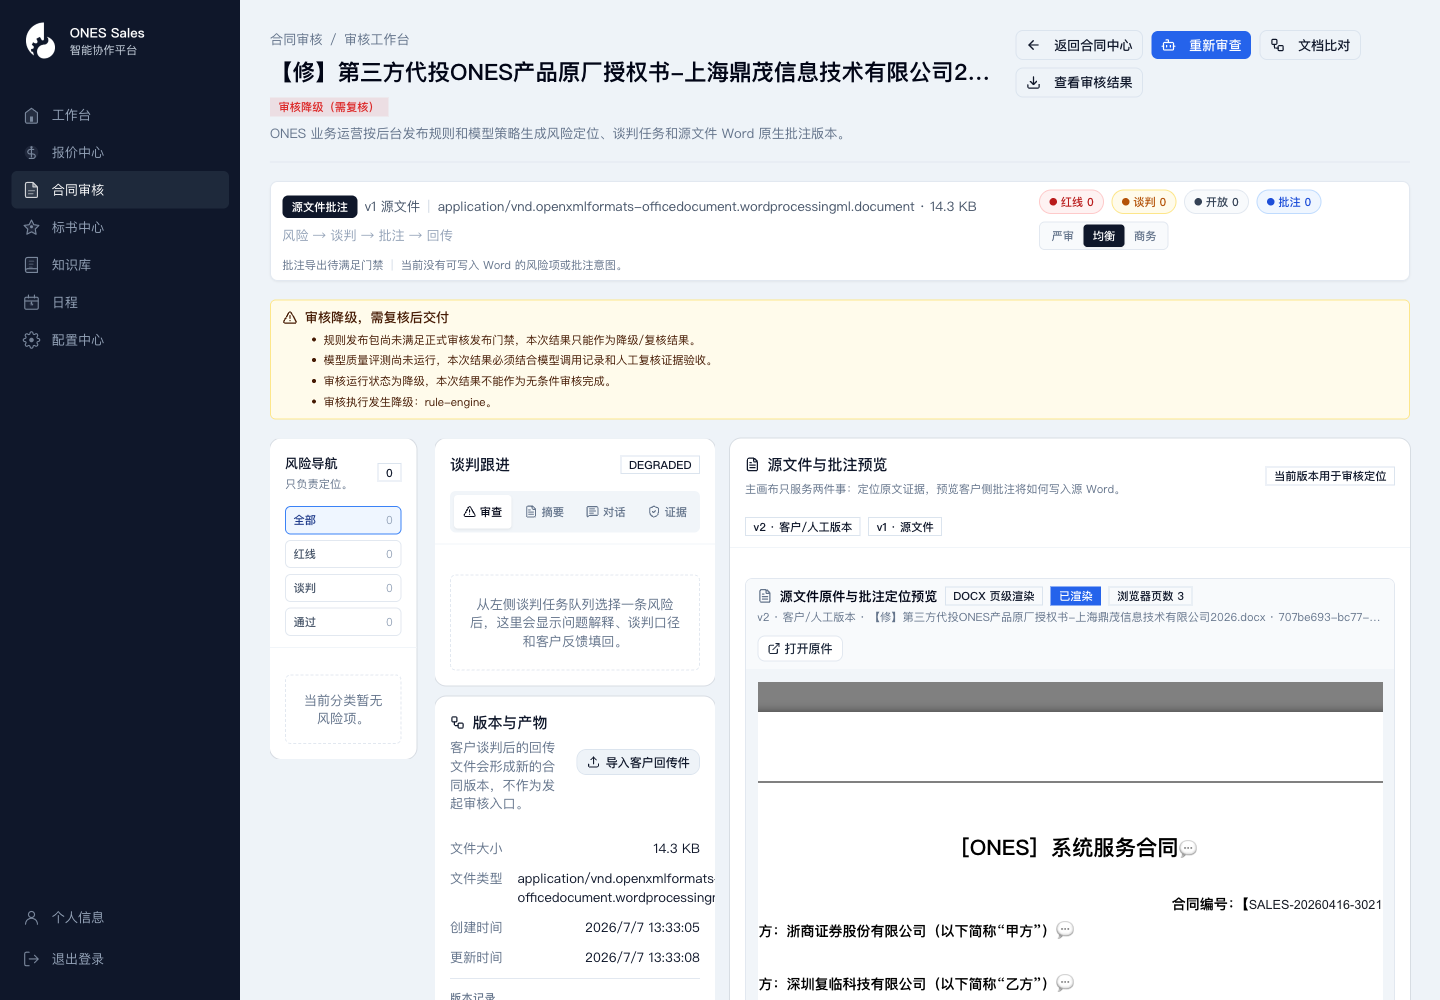 ONES Sales
智能协作平台
工作台
报价中心
合同审核
标书中心
知识库
日程
配置中心
个人信息
退出登录
合同审核 / 审核工作台
【修】第三方代投ONES产品原厂授权书-上海鼎茂信息技术有限公司2...
审核降级（需复核）
ONES 业务运营按后台发布规则和模型策略生成风险定位、谈判任务和源文件 Word 原生批注版本。
返回合同中心
重新审查
文档比对
查看审核结果
源文件批注 v1 源文件 | application/vnd.openxmlformats-officedocument.wordprocessingml.document · 14.3 KB
风险 → 谈判 → 批注 → 回传
批注导出待满足门禁 | 当前没有可写入 Word 的风险项或批注意图。
红线 0 谈判 0 开放 0 批注 0
严审 均衡 商务
审核降级，需复核后交付
• 规则发布包尚未满足正式审核发布门禁，本次结果只能作为降级/复核结果。
• 模型质量评测尚未运行，本次结果必须结合模型调用记录和人工复核证据验收。
• 审核运行状态为降级，本次结果不能作为无条件审核完成。
• 审核执行发生降级：rule-engine。
风险导航
只负责定位。
0
全部 0
红线 0
谈判 0
通过 0
当前分类暂无
风险项。
谈判跟进
DEGRADED
审查 摘要 对话 证据
从左侧谈判任务队列选择一条风险
后，这里会显示问题解释、谈判口径
和客户反馈填回。
版本与产物
客户谈判后的回传
文件会形成新的合
同版本，不作为发
起审核入口。
导入客户回传件
文件大小 14.3 KB
文件类型 application/vnd.openxmlformats-
officedocument.wordprocessingm
创建时间 2026/7/7 13:33:05
更新时间 2026/7/7 13:33:08
版本记录
源文件与批注预览
主画布只服务两件事：定位原文证据，预览客户侧批注将如何写入源 Word。
当前版本用于审核定位
v2 · 客户/人工版本 v1 · 源文件
源文件原件与批注定位预览 DOCX 页级渲染 已渲染 浏览器页数 3
v2 · 客户/人工版本 · 【修】第三方代投ONES产品原厂授权书-上海鼎茂信息技术有限公司2026.docx · 707be693-bc77-...
打开原件
[ONES] 系统服务合同
合同编号：【SALES-20260416-3021
方：浙商证券股份有限公司（以下简称“甲方”）
方：深圳复临科技有限公司（以下简称“乙方”）